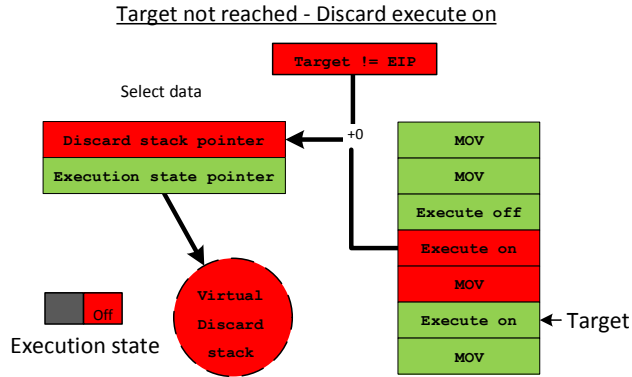 Target not reached - Discard execute on
Target != EIP
Select data
+0
Discard stack pointer
Execution state pointer
MOV
MOV
Execute off
Execute on
MOV
Execute on
MOV
Target
Virtual
Discard
stack
Off
Execution state